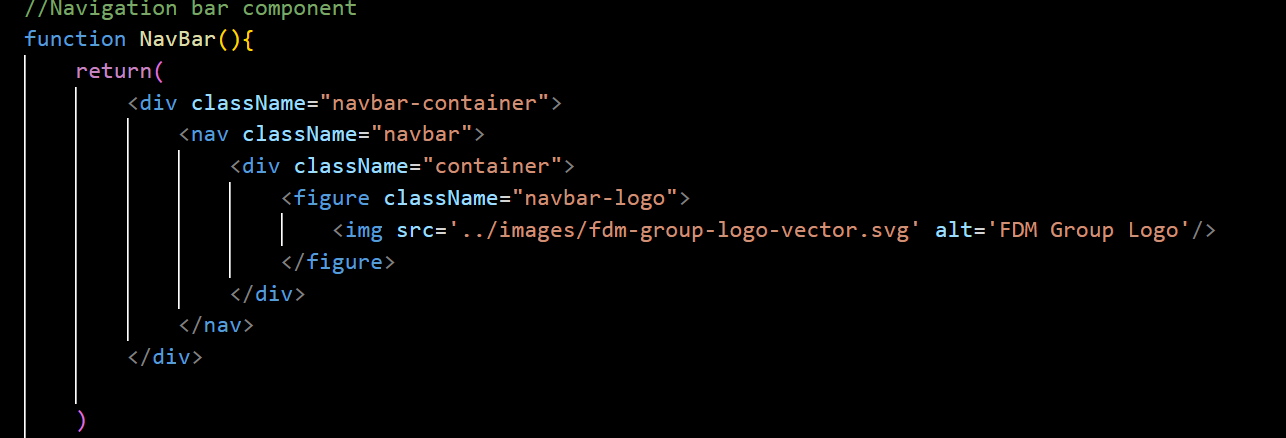 //Navigation bar component
function NavBar(){
    return(
        <div className="navbar-container">
            <nav className="navbar">
                <div className="container">
                    <figure className="navbar-logo">
                        <img src='../images/fdm-group-logo-vector.svg' alt='FDM Group Logo'/>
                    </figure>
                </div>
            </nav>
        </div>
    )